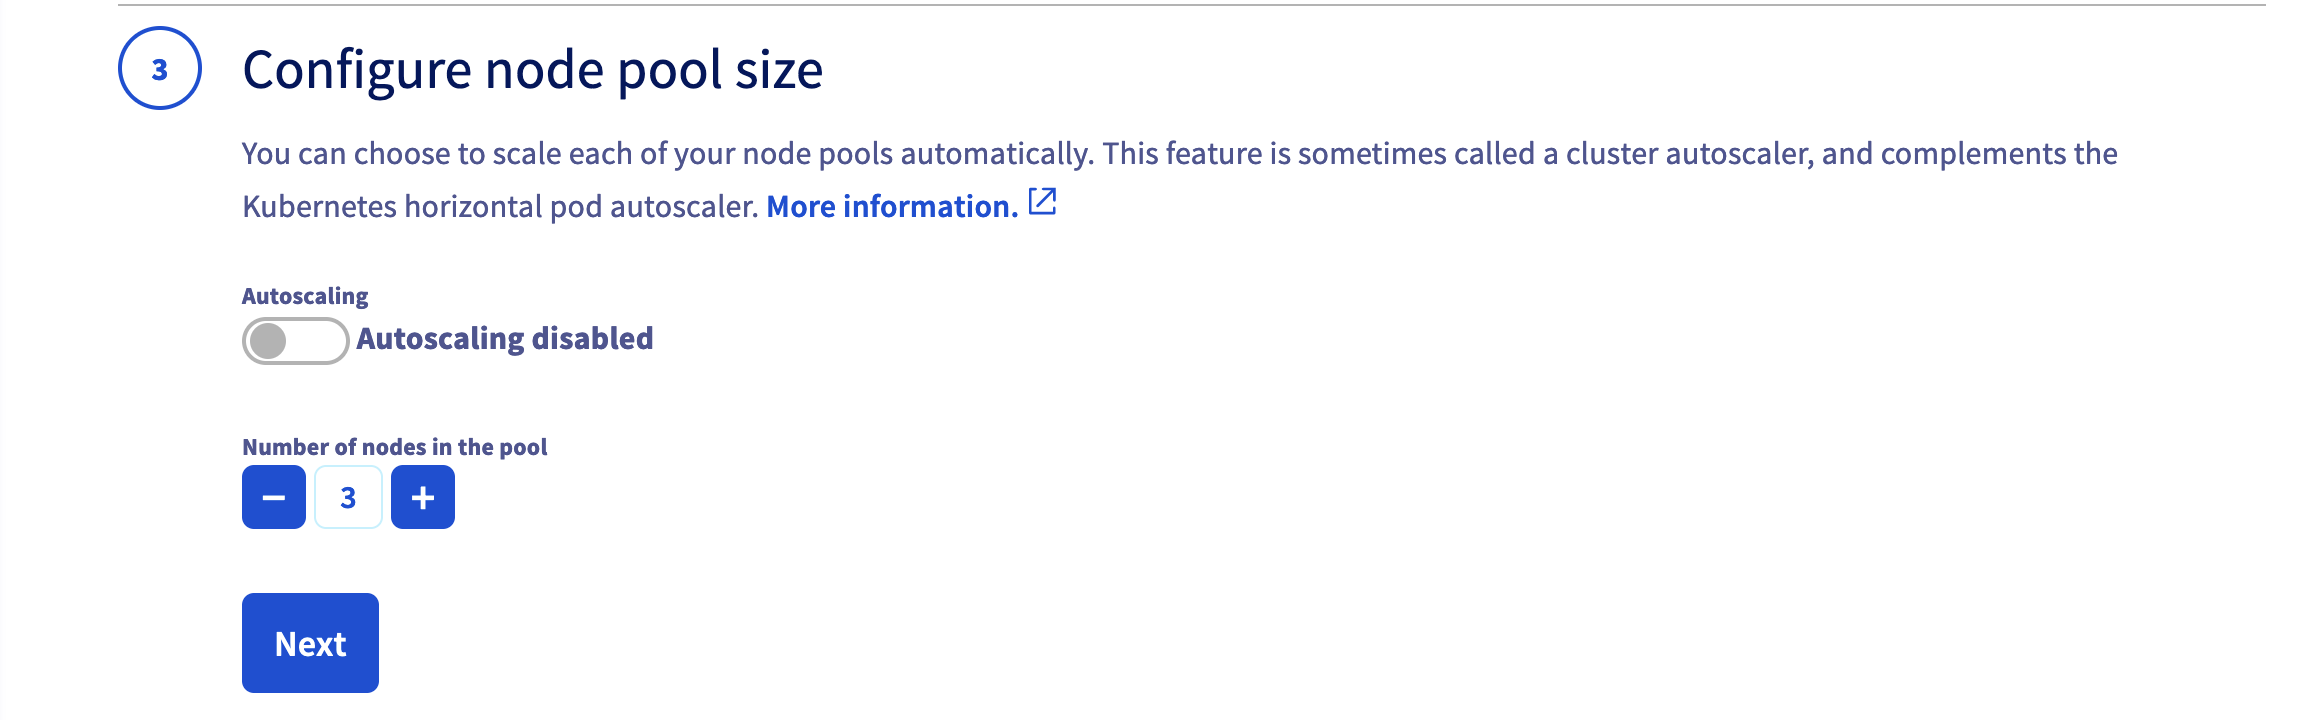 3
Configure node pool size
You can choose to scale each of your node pools automatically. This feature is sometimes called a cluster autoscaler, and complements the
Kubernetes horizontal pod autoscaler. More information.
Autoscaling
Autoscaling disabled
Number of nodes in the pool
− 3 +
Next